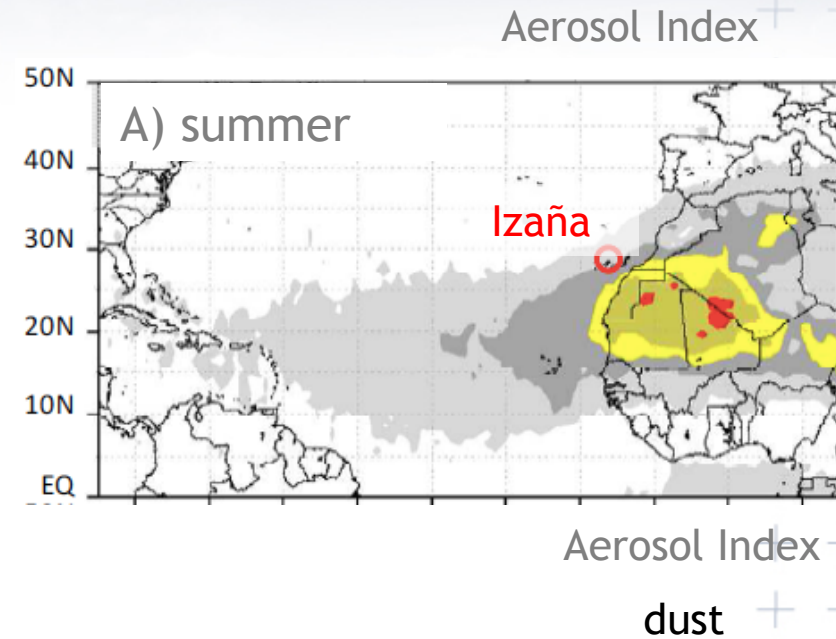 Aerosol Index
50N
A) summer
40N
Izaña
30N
20N
10N
EQ
Aerosol Index
dust